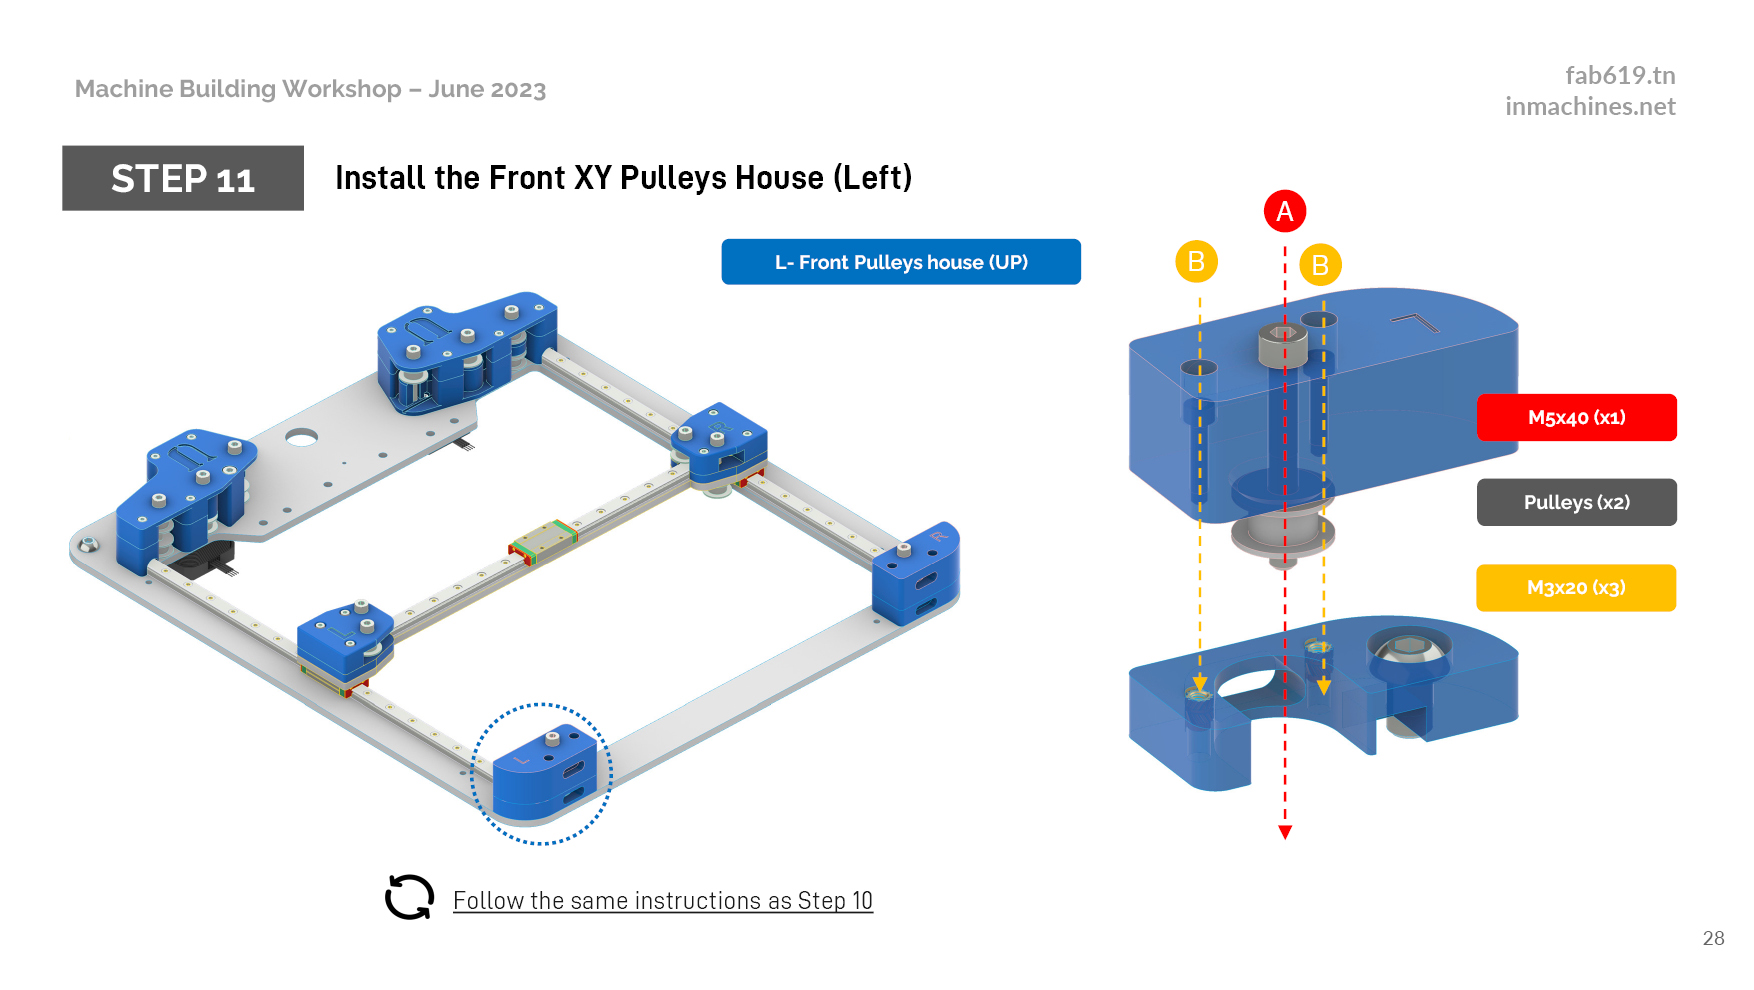 Machine Building Workshop – June 2023
fab619.tn
inmachines.net
STEP 11
Install the Front XY Pulleys House (Left)
L- Front Pulleys house (UP)
A
B
B
L
M5x40 (x1)
Pulleys (x2)
M3x20 (x3)
R
R
L
L
Follow the same instructions as Step 10
28